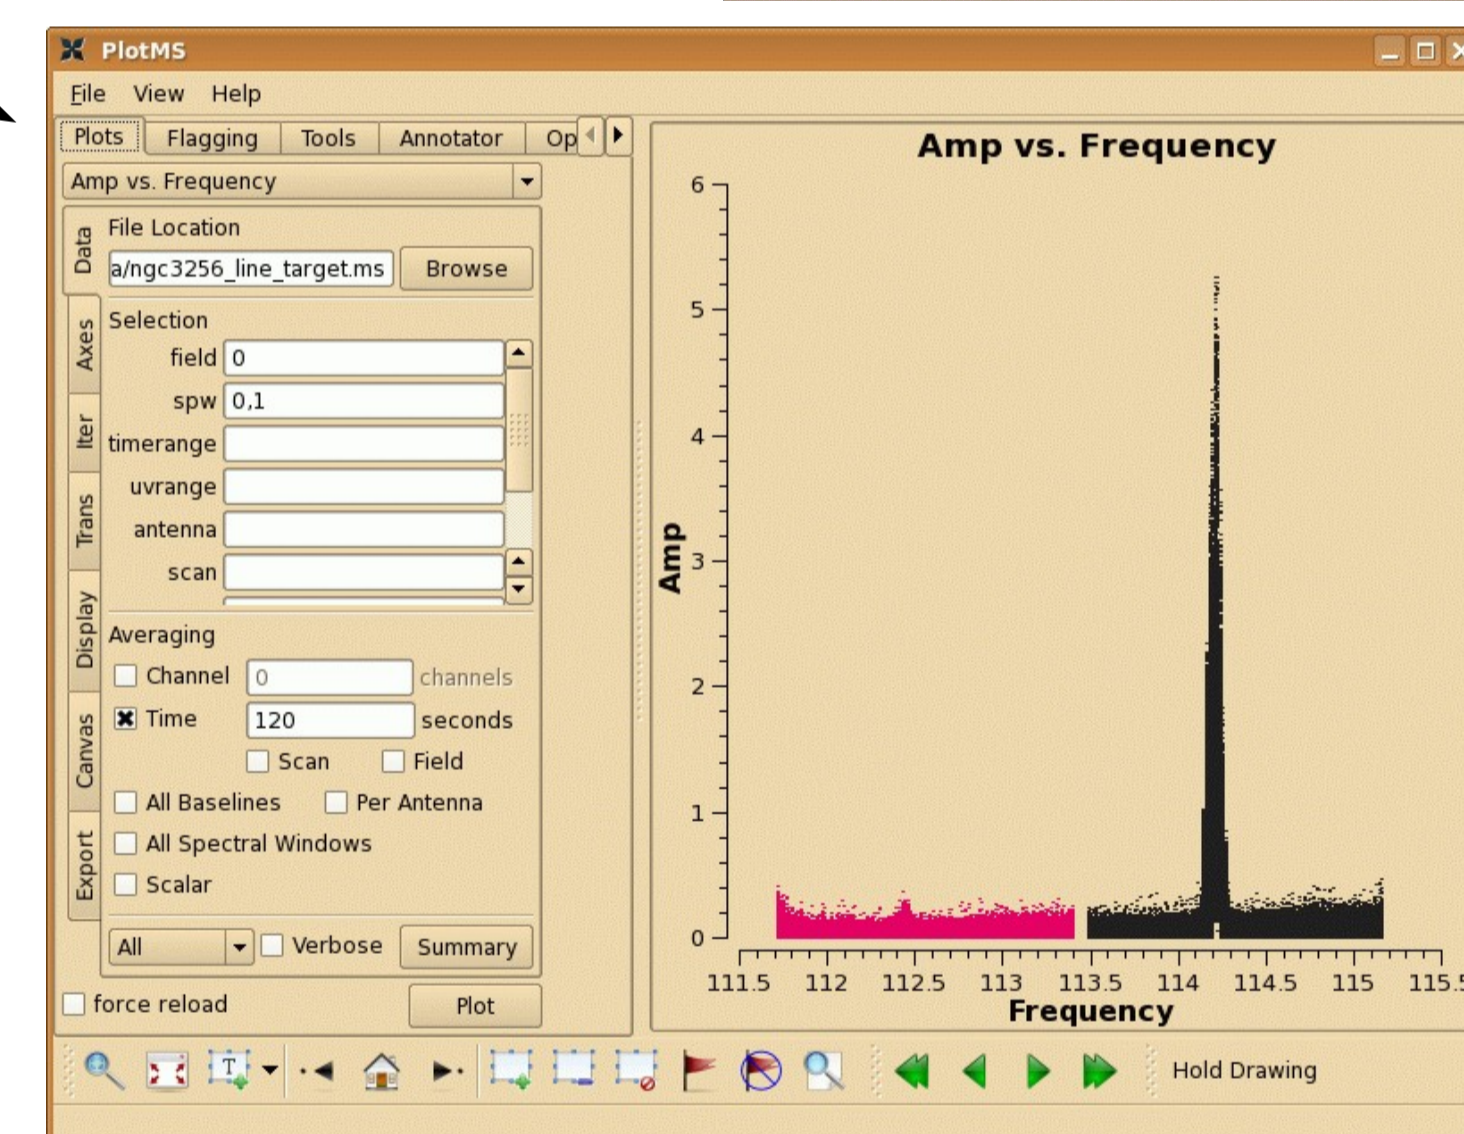 PlotMS
File View Help
Plots Flagging Tools Annotator Op
Amp vs. Frequency
Data
Axes
Iter
Trans
Display
Canvas
Export
File Location
a/ngc3256_line_target.ms Browse
Selection
field 0
spw 0,1
timerange
uvrange
antenna
scan
Averaging
Channel 0 channels
Time 120 seconds
Scan Field
All Baselines Per Antenna
All Spectral Windows
Scalar
All Verbose Summary
force reload Plot
Amp vs. Frequency
Amp
6
5
4
3
2
1
0
111.5 112 112.5 113 113.5 114 114.5 115 115.5
Frequency
T
Hold Drawing